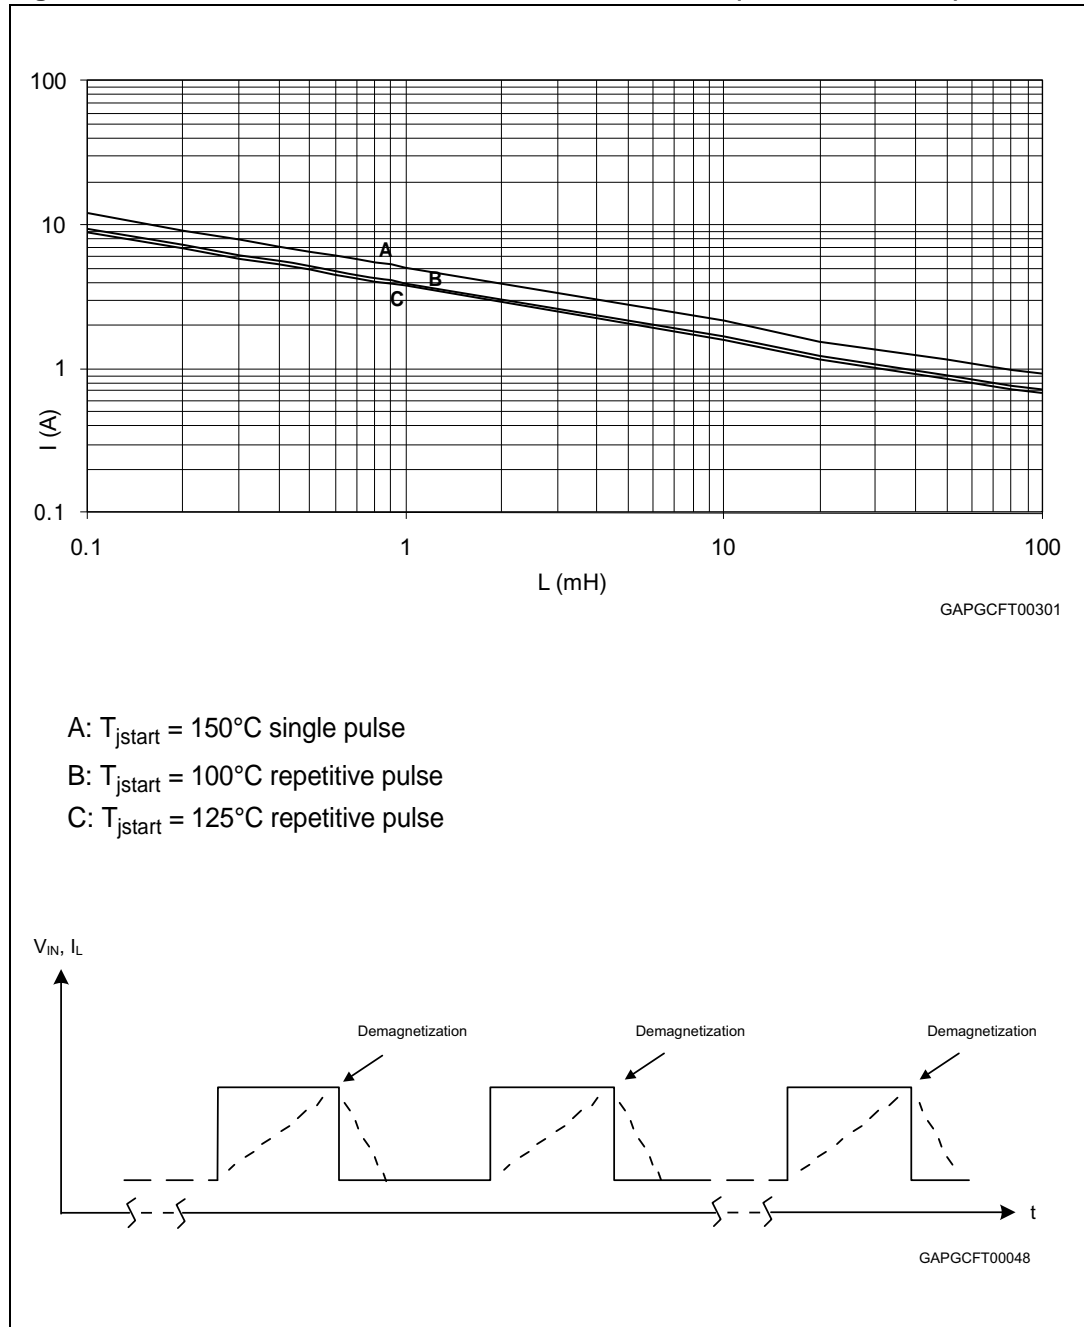 100
10
1
0.1
I (A)
A
B
C
0.1 1 10 100
L (mH)
GAPGCFT00301
A: Tjstart = 150°C single pulse
B: Tjstart = 100°C repetitive pulse
C: Tjstart = 125°C repetitive pulse
VIN, IL
Demagnetization Demagnetization Demagnetization
t
GAPGCFT00048